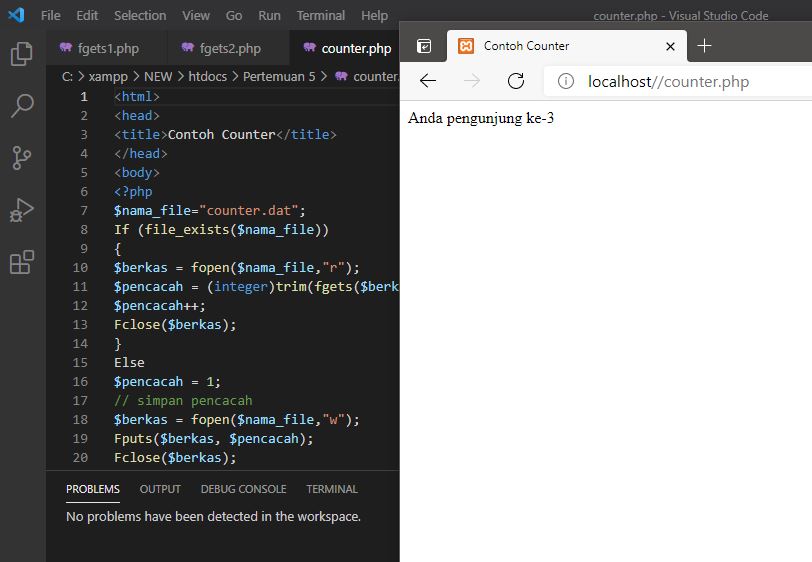 File Edit Selection View Go Run Terminal Help counter.php - Visual Studio Code
fgets1.php fgets2.php counter.php
C: > xampp > NEW > htdocs > Pertemuan 5 > counter.
1 <html>
2 <head>
3 <title>Contoh Counter</title>
4 </head>
5 <body>
6 <?php
7 $nama_file="counter.dat";
8 If (file_exists($nama_file))
9 {
10 $berkas = fopen($nama_file,"r");
11 $pencacah = (integer)trim(fgets($berk
12 $pencacah++;
13 Fclose($berkas);
14 }
15 Else
16 $pencacah = 1;
17 // simpan pencacah
18 $berkas = fopen($nama_file,"w");
19 Fputs($berkas, $pencacah);
20 Fclose($berkas);
PROBLEMS OUTPUT DEBUG CONSOLE TERMINAL
No problems have been detected in the workspace.
Contoh Counter
localhost//counter.php
Anda pengunjung ke-3